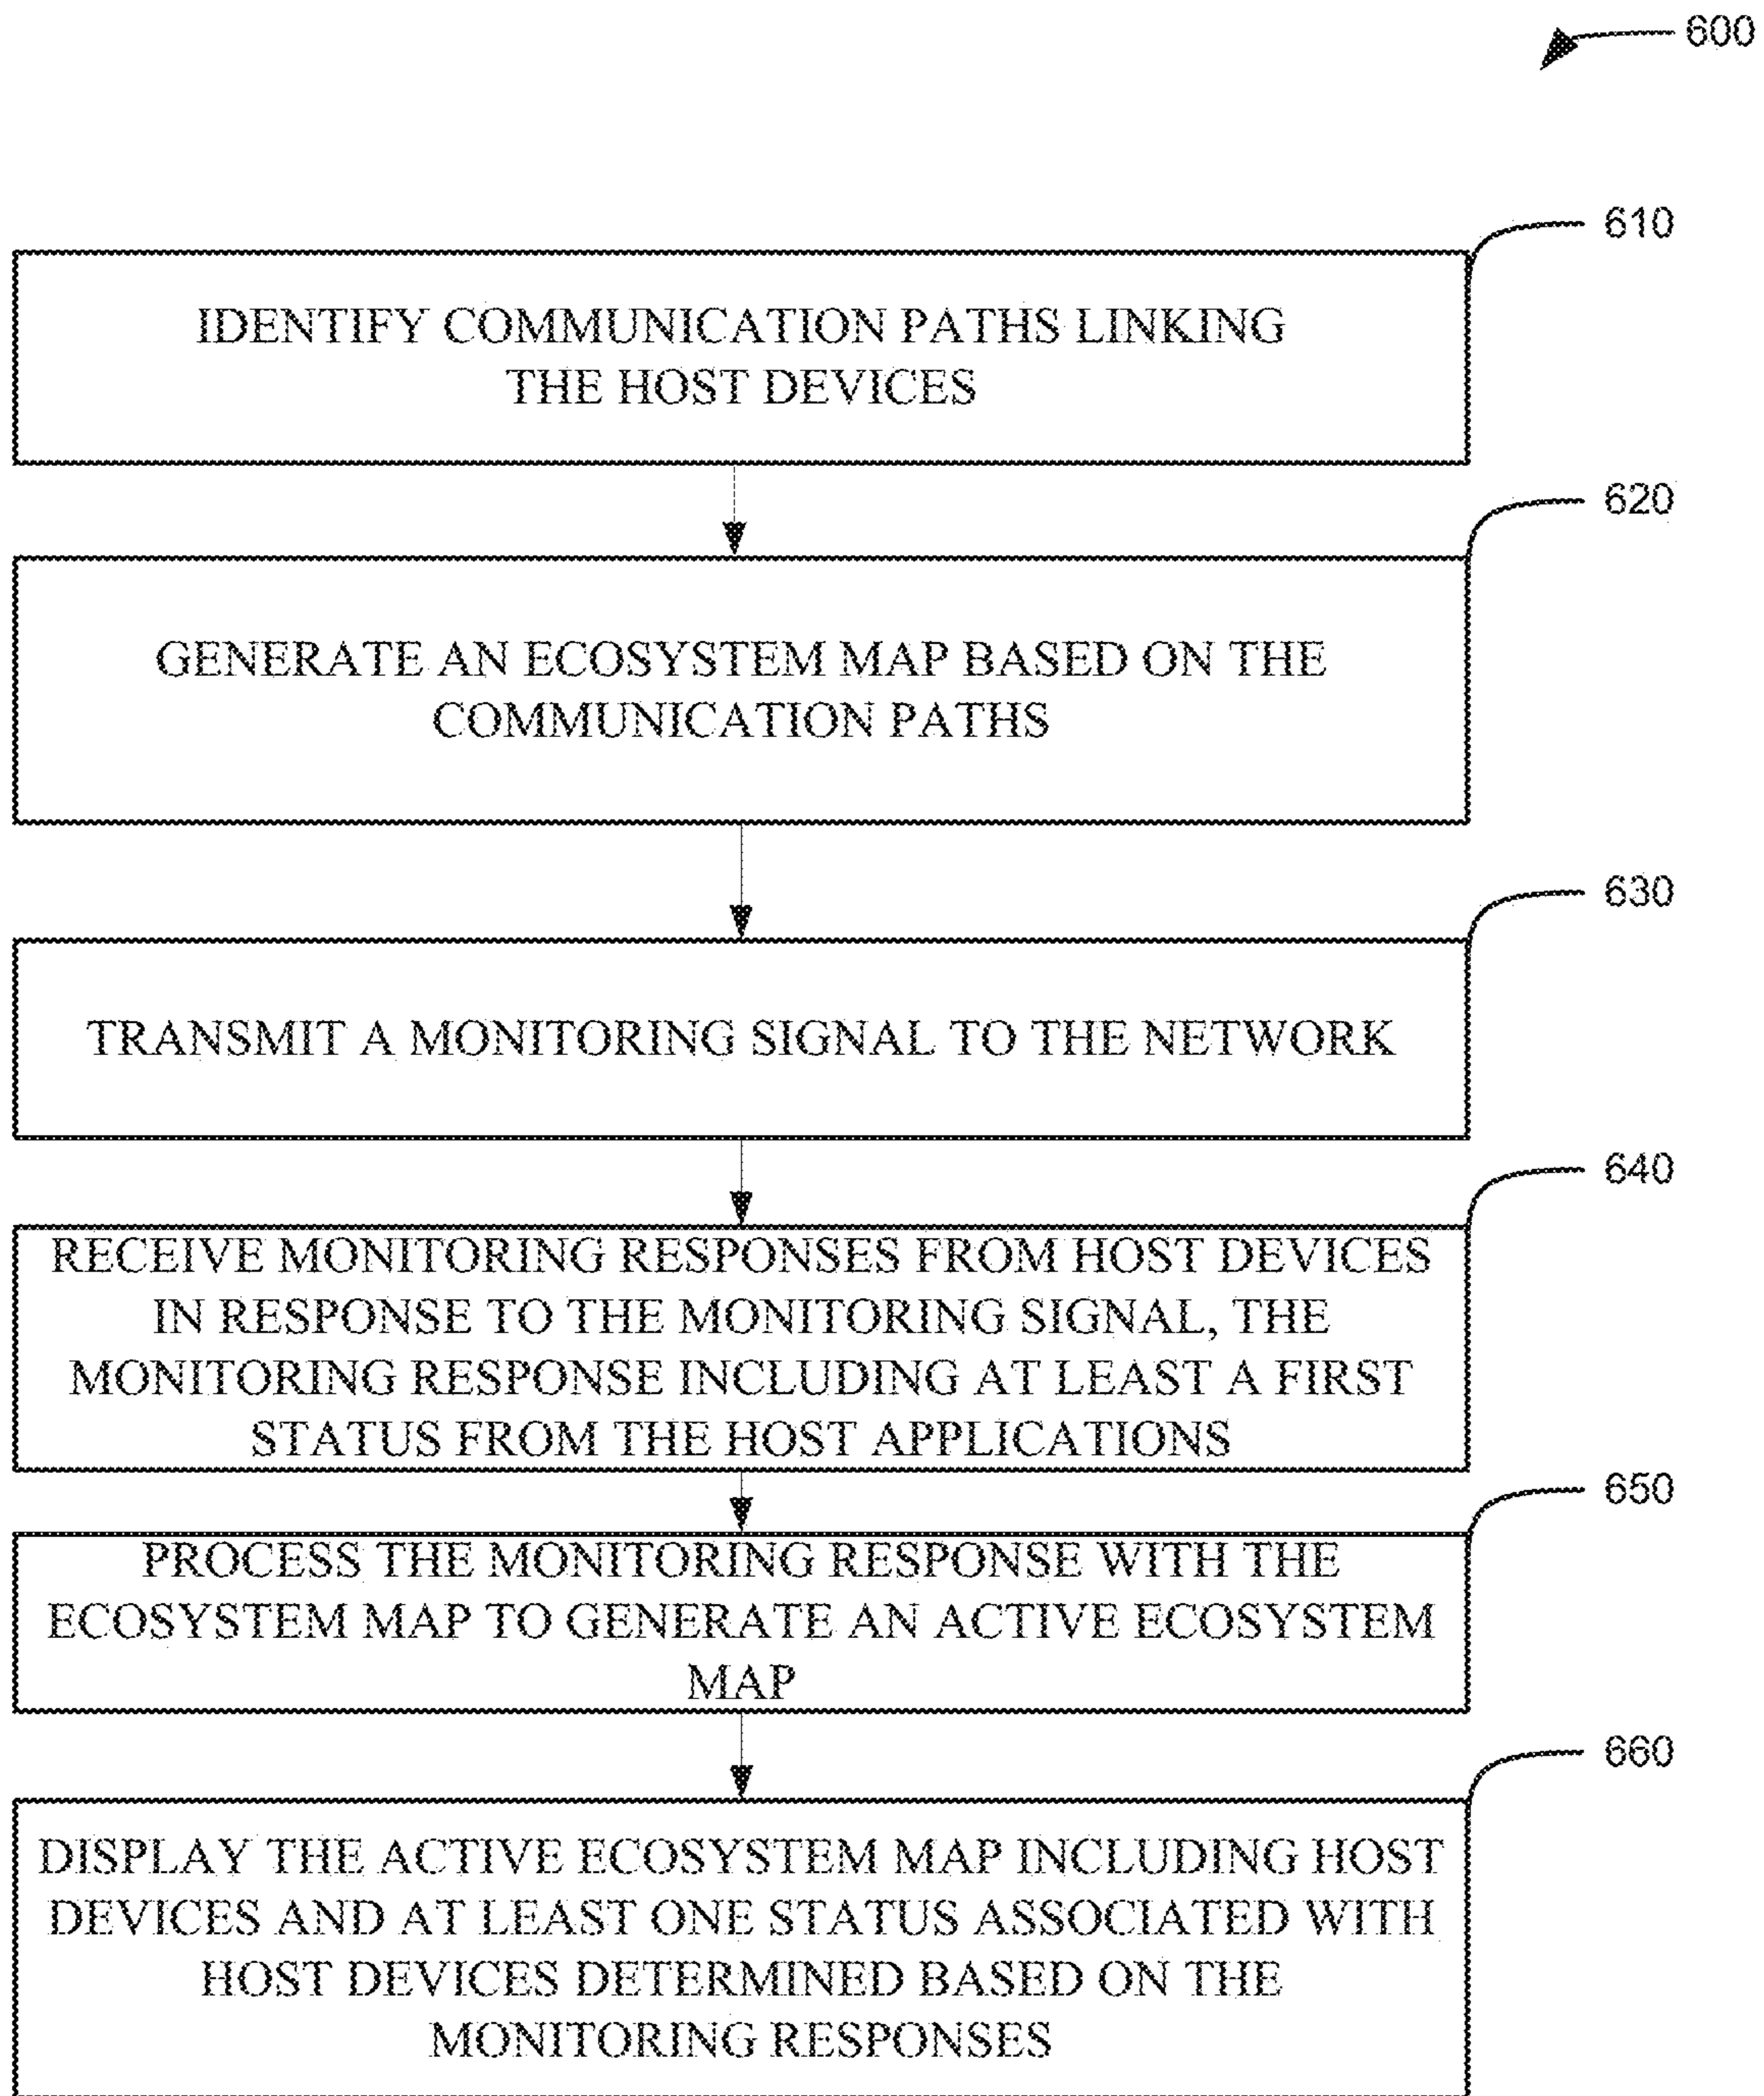 600
610
IDENTIFY COMMUNICATION PATHS LINKING
THE HOST DEVICES
620
GENERATE AN ECOSYSTEM MAP BASED ON THE
COMMUNICATION PATHS
630
TRANSMIT A MONITORING SIGNAL TO THE NETWORK
640
RECEIVE MONITORING RESPONSES FROM HOST DEVICES
IN RESPONSE TO THE MONITORING SIGNAL, THE
MONITORING RESPONSE INCLUDING AT LEAST A FIRST
STATUS FROM THE HOST APPLICATIONS
650
PROCESS THE MONITORING RESPONSE WITH THE
ECOSYSTEM MAP TO GENERATE AN ACTIVE ECOSYSTEM
MAP
660
DISPLAY THE ACTIVE ECOSYSTEM MAP INCLUDING HOST
DEVICES AND AT LEAST ONE STATUS ASSOCIATED WITH
HOST DEVICES DETERMINED BASED ON THE
MONITORING RESPONSES